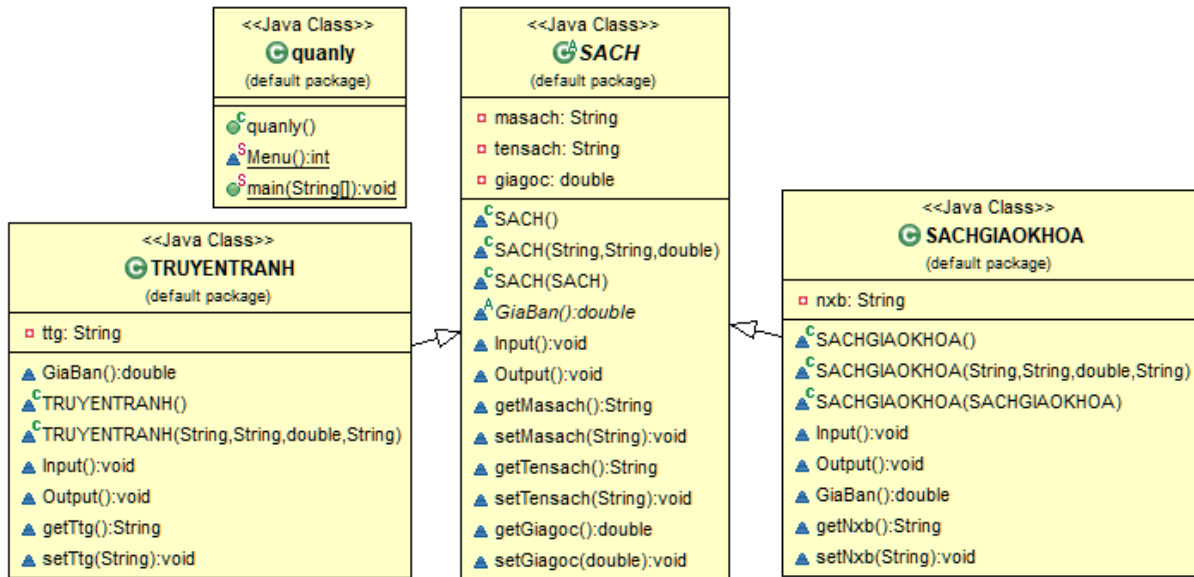 <<Java Class>>
quanly
(default package)
quanly()
Menu():int
main(String[]):void
<<Java Class>>
SACH
(default package)
masach: String
tensach: String
giagoc: double
SACH()
SACH(String,String,double)
SACH(SACH)
GiaBan():double
Input():void
Output():void
getMasach():String
setMasach(String):void
getTensach():String
setTensach(String):void
getGiagoc():double
setGiagoc(double):void
<<Java Class>>
TRUYENTRANH
(default package)
ttg: String
GiaBan():double
TRUYENTRANH()
TRUYENTRANH(String,String,double,String)
Input():void
Output():void
getTtg():String
setTtg(String):void
<<Java Class>>
SACHGIAOKHOA
(default package)
nxb: String
SACHGIAOKHOA()
SACHGIAOKHOA(String,String,double,String)
SACHGIAOKHOA(SACHGIAOKHOA)
Input():void
Output():void
GiaBan():double
getNxb():String
setNxb(String):void